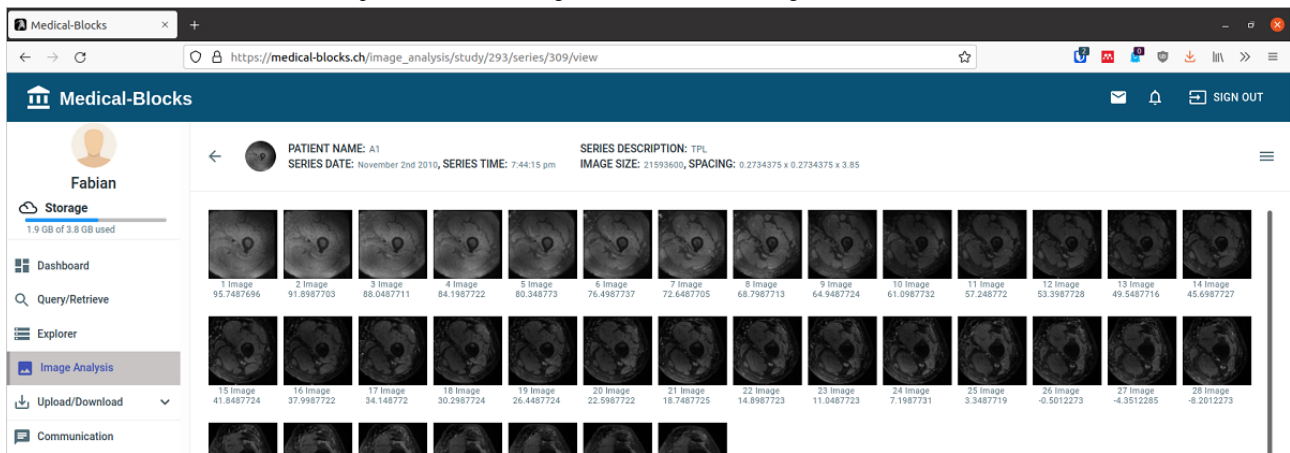 Medical-Blocks
https://medical-blocks.ch/image_analysis/study/293/series/309/view
2
0
Medical-Blocks
SIGN OUT
Fabian
Storage
1.9 GB of 3.8 GB used
Dashboard
Query/Retrieve
Explorer
Image Analysis
Upload/Download
Communication
PATIENT NAME: A1
SERIES DATE: November 2nd 2010, SERIES TIME: 7:44:15 pm
SERIES DESCRIPTION: TPL
IMAGE SIZE: 21593600, SPACING: 0.2734375 x 0.2734375 x 3.85
1 Image 2 Image 3 Image 4 Image 5 Image 6 Image 7 Image 8 Image 9 Image 10 Image 11 Image 12 Image 13 Image 14 Image
95.7487696 91.8987703 88.0487711 84.1987722 80.348773 76.4987737 72.6487705 68.7987713 64.9487724 61.0987732 57.248772 53.3987728 49.5487716 45.6987727
15 Image 16 Image 17 Image 18 Image 19 Image 20 Image 21 Image 22 Image 23 Image 24 Image 25 Image 26 Image 27 Image 28 Image
41.8487724 37.9987722 34.148772 30.2987724 26.4487724 22.5987722 18.7487725 14.8987723 11.0487723 7.1987731 3.3487719 -0.5012273 -4.3512285 -8.2012273